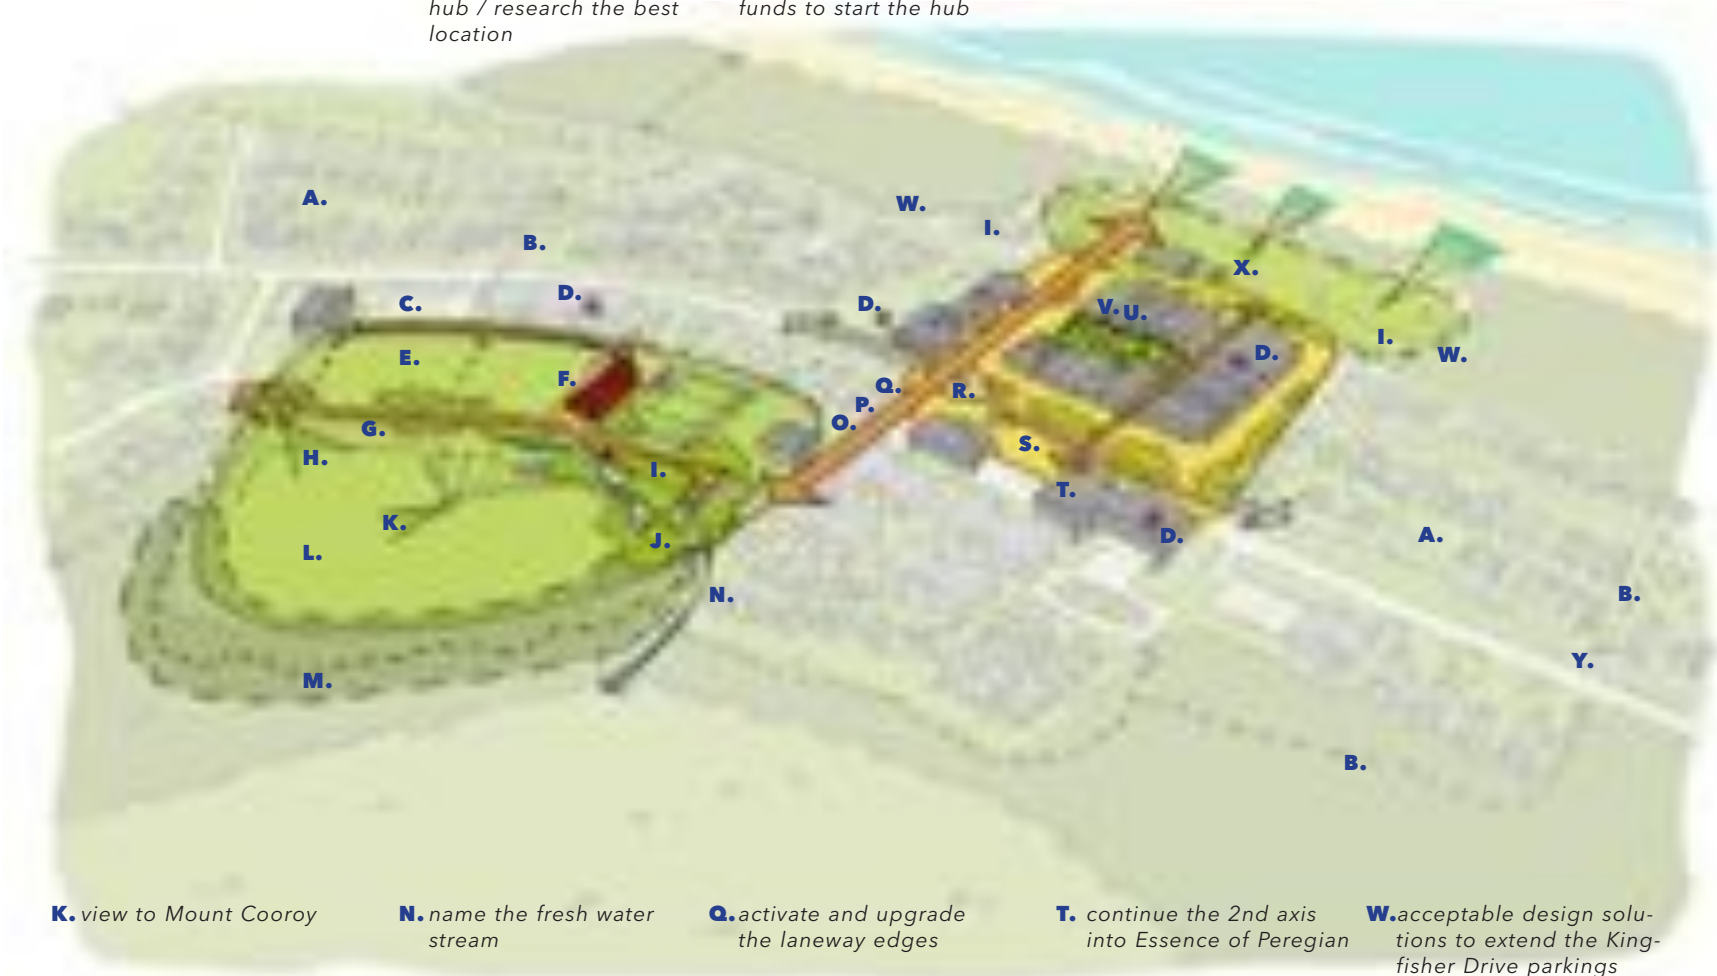 hub / research the best
location
funds to start the hub
A.
W.
I.
B.
X.
D.
C.
D.
V. U.
I.
W.
D.
E.
F.
Q.
R.
P.
O.
G.
S.
H.
I.
T.
K.
J.
D.
A.
L.
N.
B.
Y.
M.
B.
K. view to Mount Cooroy
N. name the fresh water
stream
Q. activate and upgrade
the laneway edges
T. continue the 2nd axis
into Essence of Peregian
W. acceptable design solu-
tions to extend the King-
fisher Drive parkings